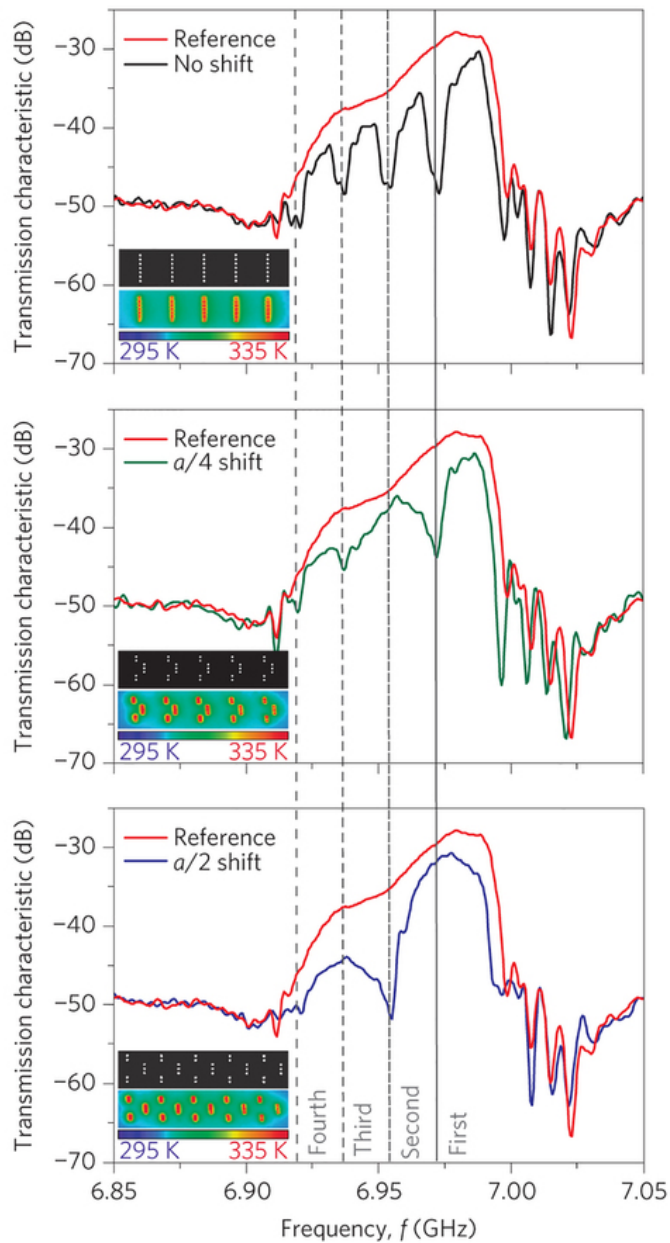 Transmission characteristic (dB)
Reference
No shift
−30
−40
−50
−60
−70
295 K
335 K
Transmission characteristic (dB)
Reference
a/4 shift
−30
−40
−50
−60
−70
295 K
335 K
Transmission characteristic (dB)
Reference
a/2 shift
−30
−40
−50
−60
−70
295 K
335 K
Fourth
Third
Second
First
6.85
6.90
6.95
7.00
7.05
Frequency, f (GHz)